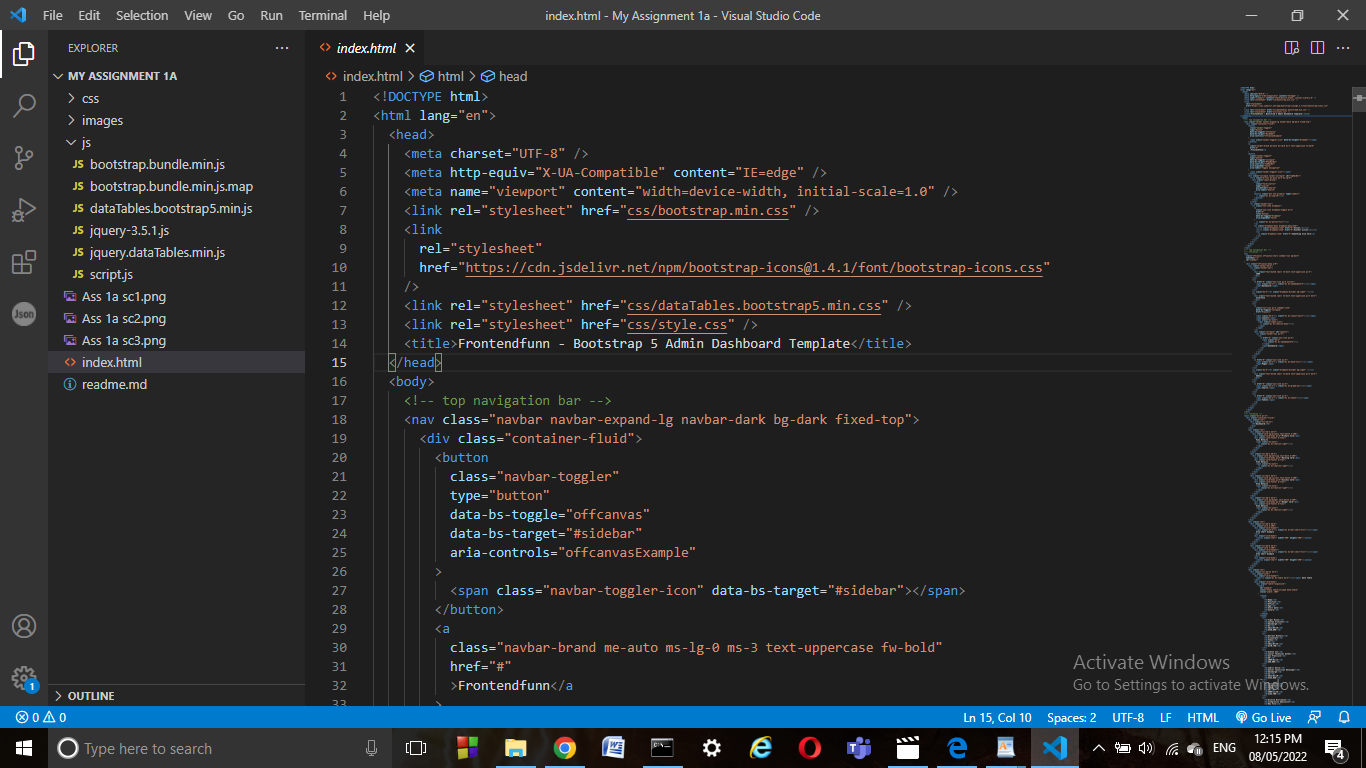 File Edit Selection View Go Run Terminal Help index.html - My Assignment 1a - Visual Studio Code
EXPLORER
MY ASSIGNMENT 1A
css
images
js
JS bootstrap.bundle.min.js
JS bootstrap.bundle.min.js.map
JS dataTables.bootstrap5.min.js
JS jquery-3.5.1.js
JS jquery.dataTables.min.js
JS script.js
Ass 1a sc1.png
Ass 1a sc2.png
Ass 1a sc3.png
index.html
readme.md
OUTLINE
Json
1
index.html
index.html > html > head
1 <!DOCTYPE html>
2 <html lang="en">
3 <head>
4 <meta charset="UTF-8" />
5 <meta http-equiv="X-UA-Compatible" content="IE=edge" />
6 <meta name="viewport" content="width=device-width, initial-scale=1.0" />
7 <link rel="stylesheet" href="css/bootstrap.min.css" />
8 <link
9 rel="stylesheet"
10 href="https://cdn.jsdelivr.net/npm/bootstrap-icons@1.4.1/font/bootstrap-icons.css"
11 />
12 <link rel="stylesheet" href="css/dataTables.bootstrap5.min.css" />
13 <link rel="stylesheet" href="css/style.css" />
14 <title>Frontendfunn - Bootstrap 5 Admin Dashboard Template</title>
15 </head>
16 <body>
17 <!-- top navigation bar -->
18 <nav class="navbar navbar-expand-lg navbar-dark bg-dark fixed-top">
19 <div class="container-fluid">
20 <button
21 class="navbar-toggler"
22 type="button"
23 data-bs-toggle="offcanvas"
24 data-bs-target="#sidebar"
25 aria-controls="offcanvasExample"
26 >
27 <span class="navbar-toggler-icon" data-bs-target="#sidebar"></span>
28 </button>
29 <a
30 class="navbar-brand me-auto ms-lg-0 ms-3 text-uppercase fw-bold"
31 href="#"
32 >Frontendfunn</a
33 >
Activate Windows
Go to Settings to activate Windows.
0 0 Ln 15, Col 10 Spaces: 2 UTF-8 LF HTML Go Live
Type here to search
ENG 12:15 PM
08/05/2022
4